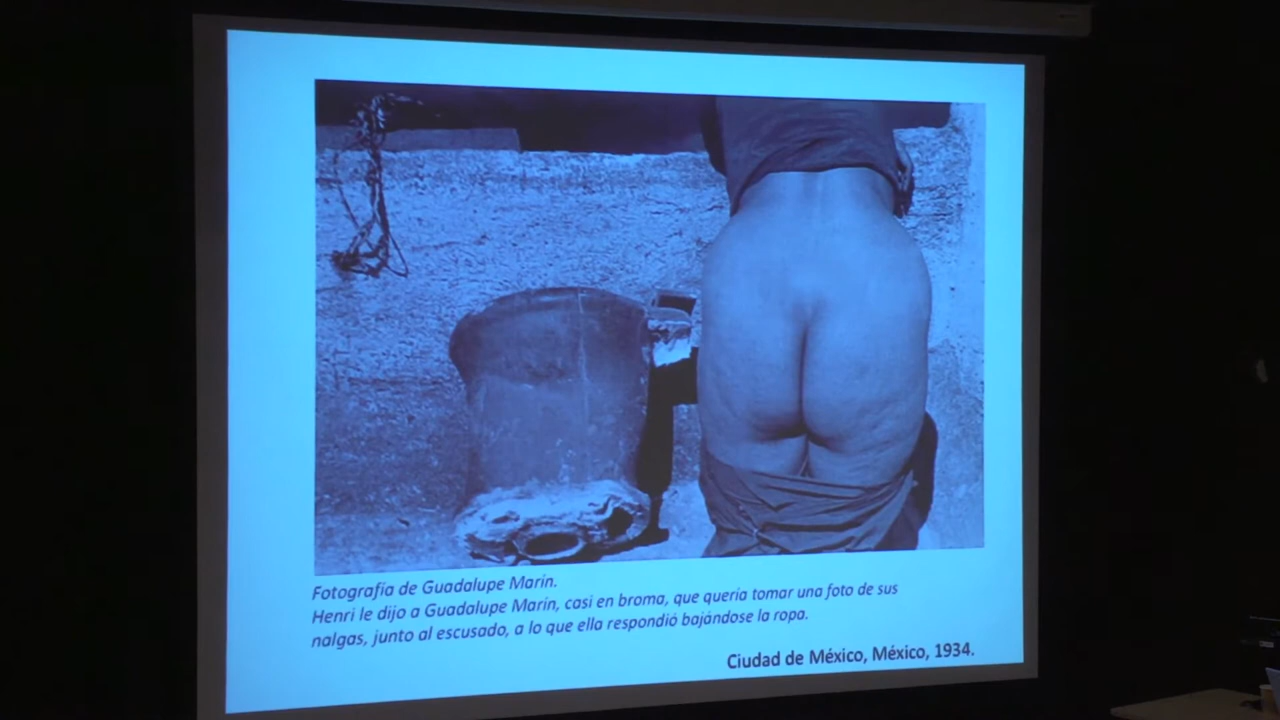 Fotografía de Guadalupe Marín.
Henri le dijo a Guadalupe Marín, casi en broma, que quería tomar una foto de sus
nalgas, junto al escusado, a lo que ella respondió bajándose la ropa.
Ciudad de México, México, 1934.